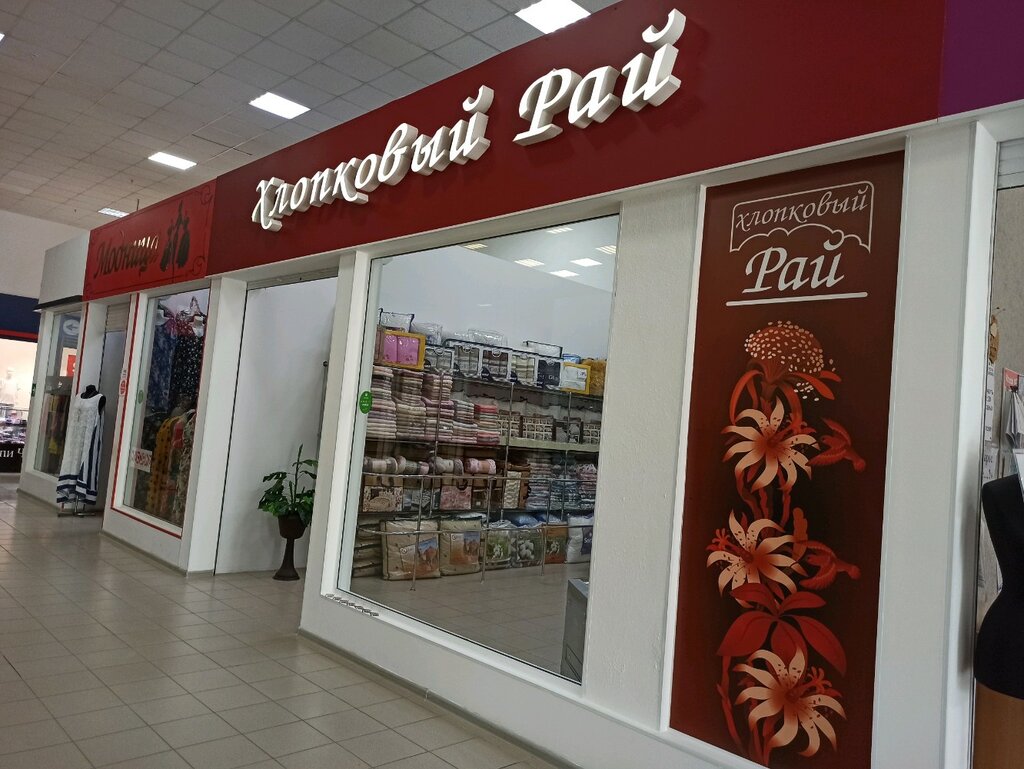 Модница
Хлопковый Рай
хлопковый
Рай